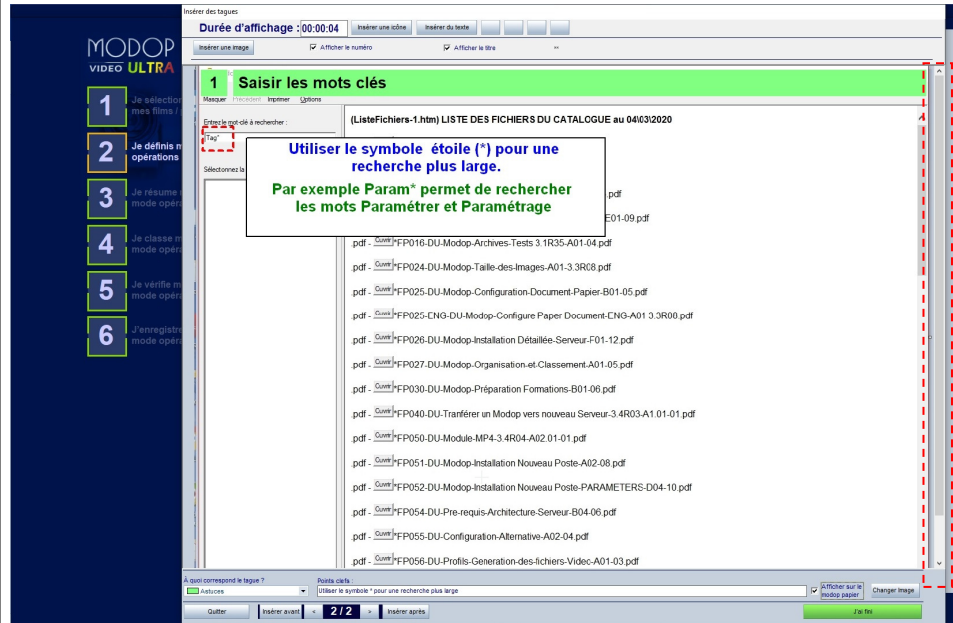 Insérer des tagues
Durée d'affichage : 00:00:04 Insérer une icône Insérer du texte
Insérer une image Afficher le numéro Afficher le titre
MODOP
VIDEO ULTRA
1 Je sélection
mes films /
2 Je définis m
opérations
3 Je résume
mode opéra
4 Je classe m
mode opéra
5 Je vérifie m
mode opéra
6 J'enregistre
mode opéra
1 Saisir les mots clés
Masquer Précédent Imprimer Options
Entrez le mot-clé à rechercher :
Tag*
Sélectionnez la
(ListeFichiers-1.htm) LISTE DES FICHIERS DU CATALOGUE au 04\03\2020
Utiliser le symbole étoile (*) pour une
recherche plus large.
Par exemple Param* permet de rechercher
les mots Paramétrer et Paramétrage
.pdf
E01-09.pdf
.pdf - Ouvrir *FP016-DU-Modop-Archives-Tests 3.1R35-A01-04.pdf
.pdf - Ouvrir *FP024-DU-Modop-Taille-des-Images-A01-3.3R08.pdf
.pdf - Ouvrir *FP025-DU-Modop-Configuration-Document-Papier-B01-05.pdf
.pdf - Ouvrir *FP025-ENG-DU-Modop-Configure Paper Document-ENG-A01 3.3R00.pdf
.pdf - Ouvrir *FP026-DU-Modop-Installation Détaillée-Serveur-F01-12.pdf
.pdf - Ouvrir *FP027-DU-Modop-Organisation-et-Classement-A01-05.pdf
.pdf - Ouvrir *FP030-DU-Modop-Préparation Formations-B01-06.pdf
.pdf - Ouvrir *FP040-DU-Tranférer un Modop vers nouveau Serveur-3.4R03-A1.01-01.pdf
.pdf - Ouvrir *FP050-DU-Module-MP4-3.4R04-A02.01-01.pdf
.pdf - Ouvrir *FP051-DU-Modop-Installation Nouveau Poste-A02-08.pdf
.pdf - Ouvrir *FP052-DU-Modop-Installation Nouveau Poste-PARAMETERS-D04-10.pdf
.pdf - Ouvrir *FP054-DU-Pre-requis-Architecture-Serveur-B04-06.pdf
.pdf - Ouvrir *FP055-DU-Configuration-Alternative-A02-04.pdf
.pdf - Ouvrir *FP056-DU-Profils-Generation-des-fichiers-Video-A01-03.pdf
À quoi correspond le tague ? Points clefs :
Astuces Utiliser le symbole * pour une recherche plus large Afficher sur le
modop papier Changer Image
Quitter Insérer avant < 2 / 2 > Insérer après J'ai fini